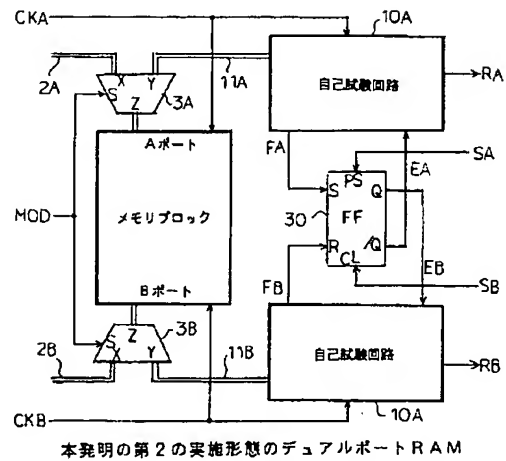 CKA
10A
2A
X
Y
11A
自己試験回路
RA
S
3A
Z
Aポート
FA
EA
SA
MOD
メモリブロック
S
PS
Q
30
FF
R
/Q
CL
Bポート
FB
EB
SB
Z
3B
S
X
Y
2B
11B
自己試験回路
RB
CKB
10A
本発明の第2の実施形態のデュアルポートRAM